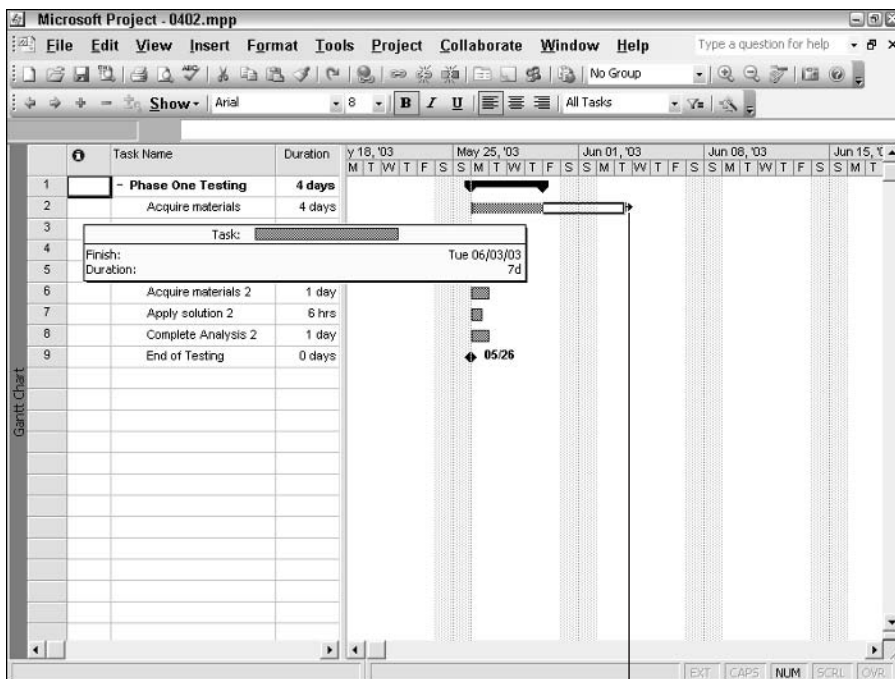 Microsoft Project - 0402.mpp
File Edit View Insert Format Tools Project Collaborate Window Help Type a question for help
No Group
Show Arial 8 B I U All Tasks
Task Name Duration y 18, '03 May 25, '03 Jun 01, '03 Jun 08, '03 Jun 15, '0
M T W T F S S M T W T F S S M T W T F S S M T W T F S S M T
1 - Phase One Testing 4 days
2 Acquire materials 4 days
3 Task:
4 Finish: Tue 06/03/03
5 Duration: 7d
6 Acquire materials 2 1 day
7 Apply solution 2 6 hrs
8 Complete Analysis 2 1 day
9 End of Testing 0 days 05/26
Gantt Chart
EXT CAPS NUM SCRL OVR